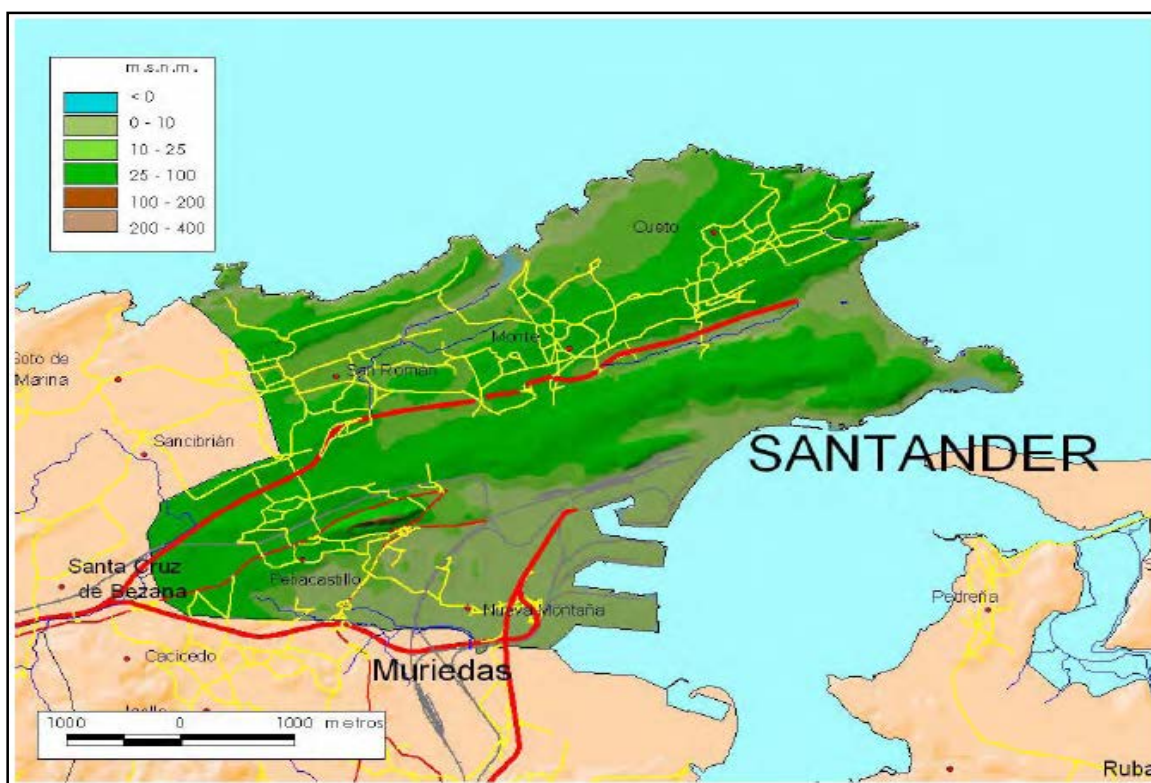 m.s.n.m.
< 0
0 - 10
10 - 25
25 - 100
100 - 200
200 - 400
Cueto
Monte
San Román
Soto de
Marina
Sancibrián
SANTANDER
Santa Cruz
de Bezana
Peñacastillo
Nueva Montaña
Pedreña
Cacicedo
Muriedas
1000 0 1000 metros